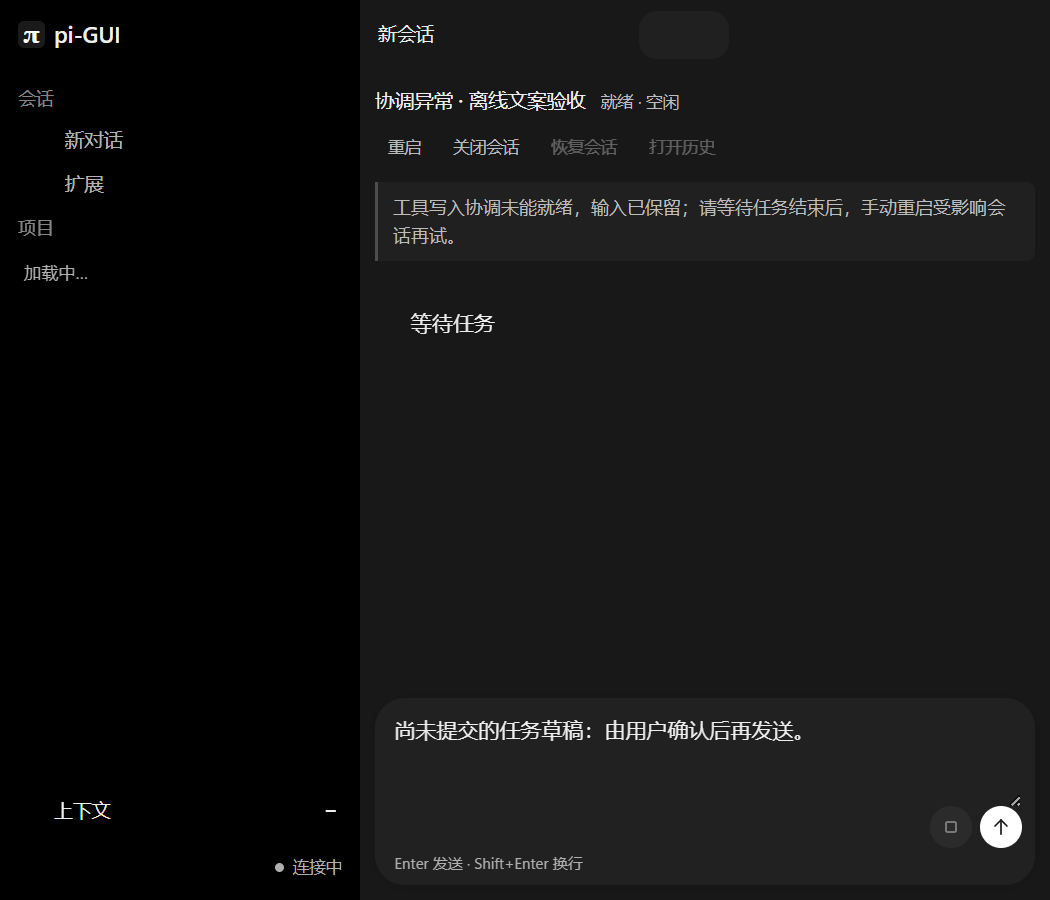 π pi-GUI
会话
新对话
扩展
项目
加载中...
上下文 –
连接中
新会话
协调异常 · 离线文案验收 就绪 · 空闲
重启 关闭会话 恢复会话 打开历史
工具写入协调未能就绪，输入已保留；请等待任务结束后，手动重启受影响会
话再试。
等待任务
尚未提交的任务草稿：由用户确认后再发送。
Enter 发送 · Shift+Enter 换行